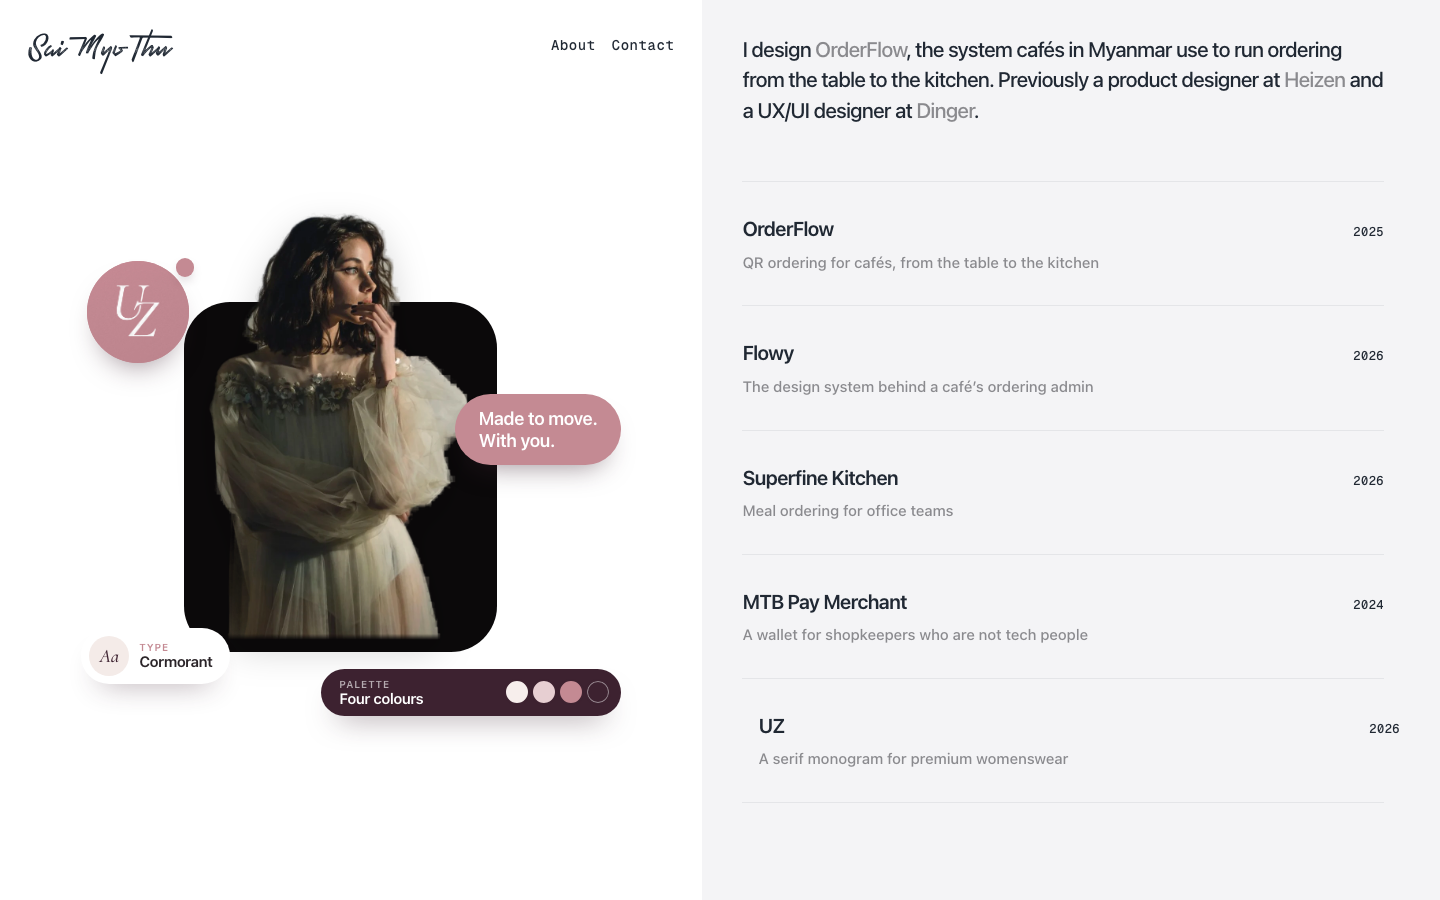 Sai Myo Thu
About Contact
UZ
Made to move.
With you.
Aa
TYPE
Cormorant
PALETTE
Four colours
I design OrderFlow, the system cafés in Myanmar use to run ordering
from the table to the kitchen. Previously a product designer at Heizen and
a UX/UI designer at Dinger.
OrderFlow 2025
QR ordering for cafés, from the table to the kitchen
Flowy 2026
The design system behind a café’s ordering admin
Superfine Kitchen 2026
Meal ordering for office teams
MTB Pay Merchant 2024
A wallet for shopkeepers who are not tech people
UZ 2026
A serif monogram for premium womenswear